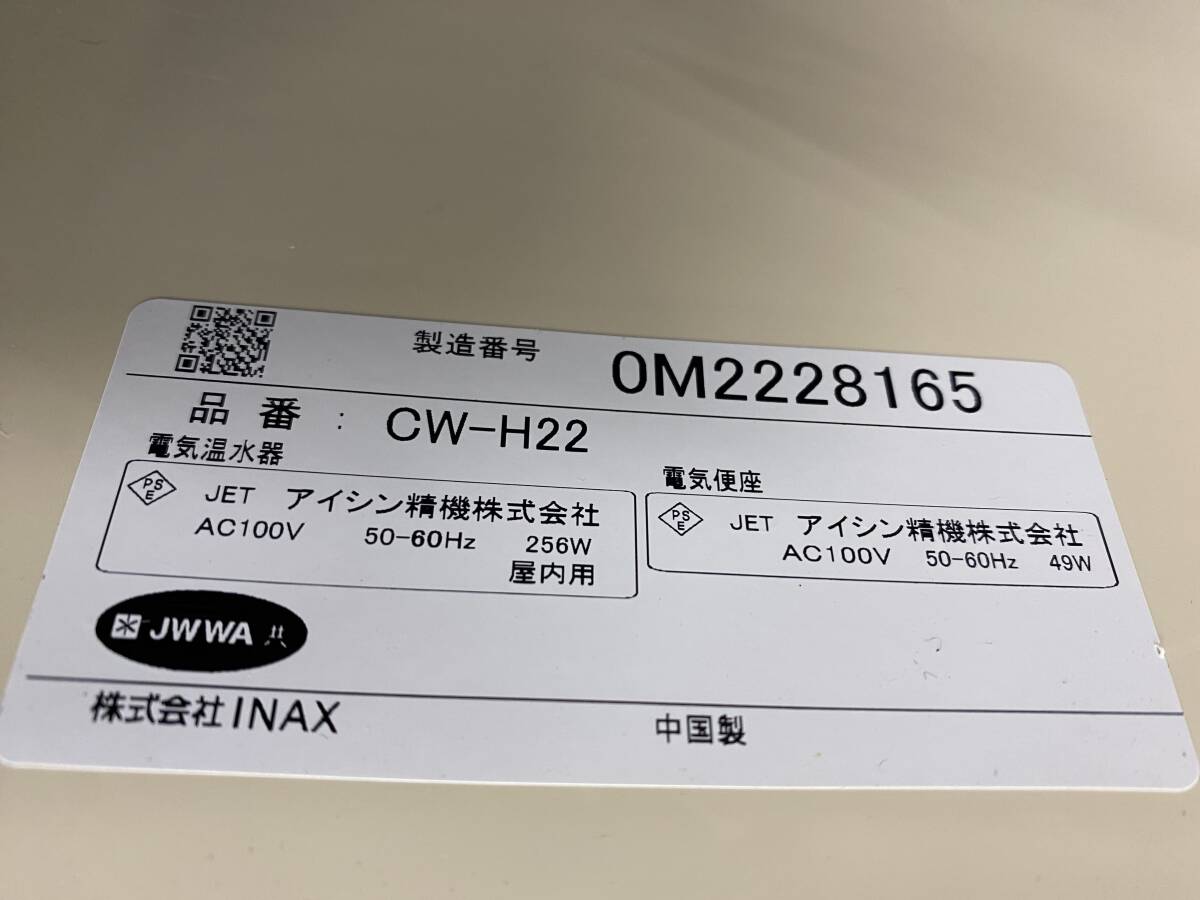 製造番号 0M2228165
品番 : CW-H22
電気温水器
PSE JET アイシン精機株式会社
AC100V 50-60Hz 256W
屋内用
電気便座
PSE JET アイシン精機株式会社
AC100V 50-60Hz 49W
JWWA 共
株式会社INAX 中国製